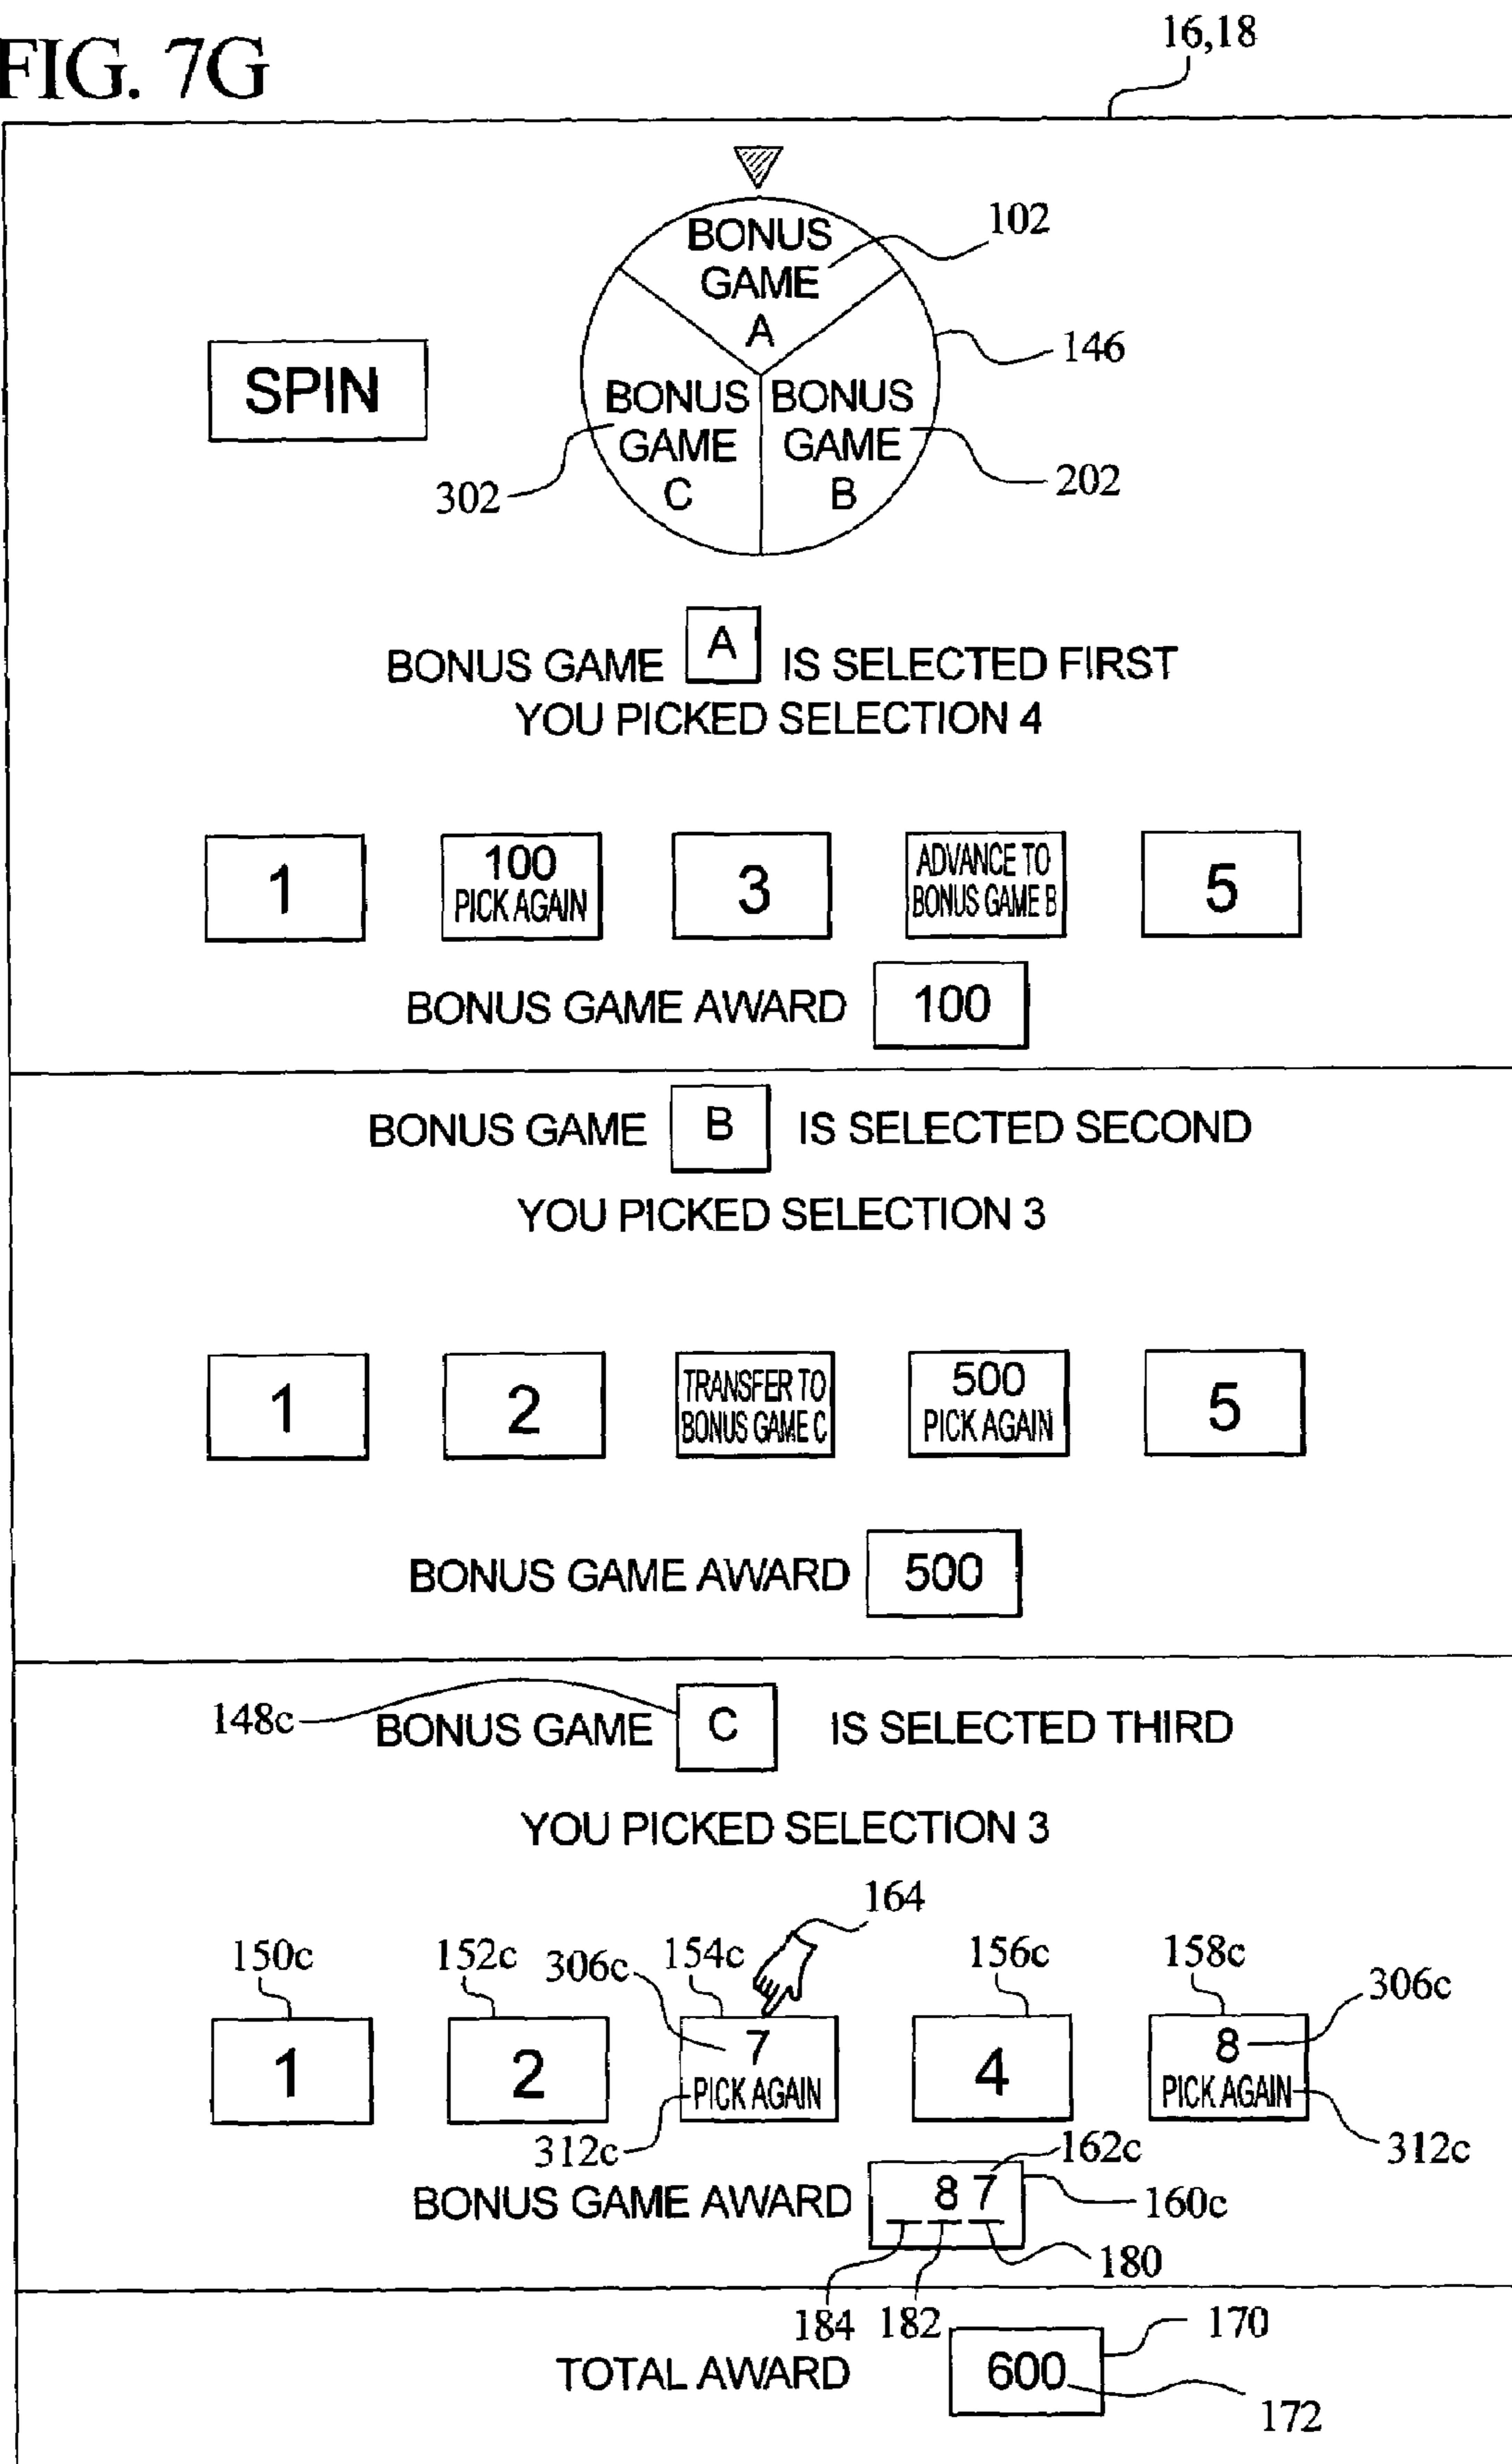 FIG. 7G
16,18
BONUS
GAME
A
102
146
SPIN
BONUS
GAME
C
BONUS
GAME
B
302
202
BONUS GAME A IS SELECTED FIRST
YOU PICKED SELECTION 4
1
100
PICK AGAIN
3
ADVANCE TO
BONUS GAME B
5
BONUS GAME AWARD 100
BONUS GAME B IS SELECTED SECOND
YOU PICKED SELECTION 3
1
2
TRANSFER TO
BONUS GAME C
500
PICK AGAIN
5
BONUS GAME AWARD 500
148c
BONUS GAME C IS SELECTED THIRD
YOU PICKED SELECTION 3
164
150c
152c
306c
154c
156c
158c
306c
1
2
7
PICK AGAIN
4
8
PICK AGAIN
312c
312c
162c
BONUS GAME AWARD 8 7
160c
180
184
182
170
TOTAL AWARD 600
172